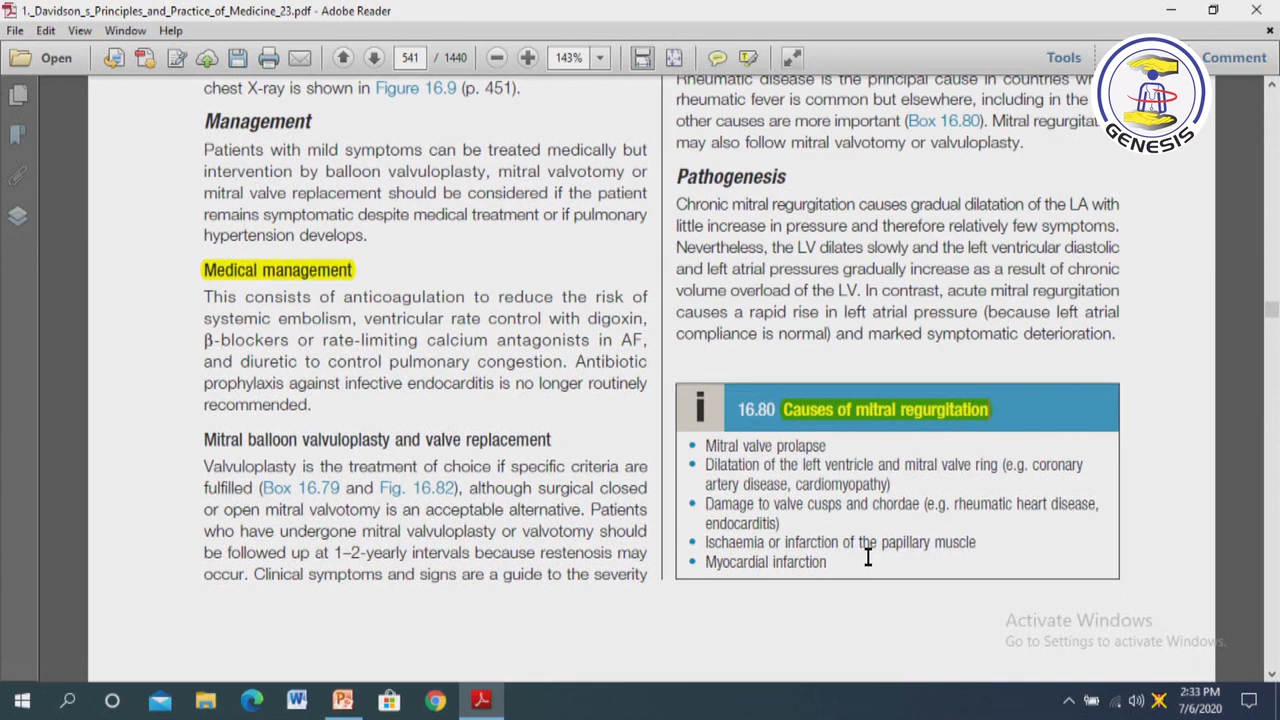 1._Davidson_s_Principles_and_Practice_of_Medicine_23.pdf - Adobe Reader
File Edit View Window Help
Open 541 / 1440 143% Tools Comment
GENESIS
chest X-ray is shown in Figure 16.9 (p. 451).
Management
Patients with mild symptoms can be treated medically but
intervention by balloon valvuloplasty, mitral valvotomy or
mitral valve replacement should be considered if the patient
remains symptomatic despite medical treatment or if pulmonary
hypertension develops.
Medical management
This consists of anticoagulation to reduce the risk of
systemic embolism, ventricular rate control with digoxin,
β-blockers or rate-limiting calcium antagonists in AF,
and diuretic to control pulmonary congestion. Antibiotic
prophylaxis against infective endocarditis is no longer routinely
recommended.
Mitral balloon valvuloplasty and valve replacement
Valvuloplasty is the treatment of choice if specific criteria are
fulfilled (Box 16.79 and Fig. 16.82), although surgical closed
or open mitral valvotomy is an acceptable alternative. Patients
who have undergone mitral valvuloplasty or valvotomy should
be followed up at 1–2-yearly intervals because restenosis may
occur. Clinical symptoms and signs are a guide to the severity
Rheumatic disease is the principal cause in countries
rheumatic fever is common but elsewhere, including in the
other causes are more important (Box 16.80). Mitral
may also follow mitral valvotomy or valvuloplasty.
Pathogenesis
Chronic mitral regurgitation causes gradual dilatation of the LA with
little increase in pressure and therefore relatively few symptoms.
Nevertheless, the LV dilates slowly and the left ventricular diastolic
and left atrial pressures gradually increase as a result of chronic
volume overload of the LV. In contrast, acute mitral regurgitation
causes a rapid rise in left atrial pressure (because left atrial
compliance is normal) and marked symptomatic deterioration.
i 16.80 Causes of mitral regurgitation
• Mitral valve prolapse
• Dilatation of the left ventricle and mitral valve ring (e.g. coronary
artery disease, cardiomyopathy)
• Damage to valve cusps and chordae (e.g. rheumatic heart disease,
endocarditis)
• Ischaemia or infarction of the papillary muscle
• Myocardial infarction
Activate Windows
Go to Settings to activate Windows.
2:33 PM
7/6/2020